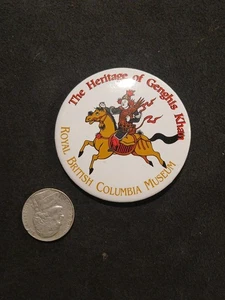 The Heritage of Genghis Khan
ROYAL BRITISH COLUMBIA MUSEUM